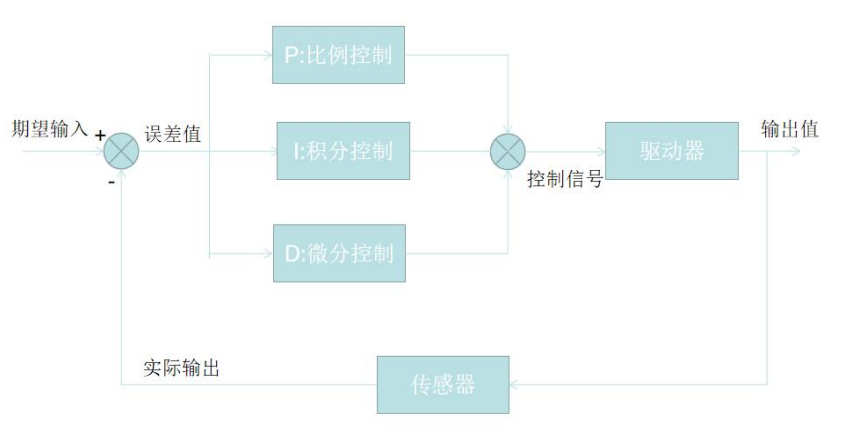 P:比例控制
期望输入
+
误差值
-
I:积分控制
控制信号
驱动器
输出值
D:微分控制
实际输出
传感器